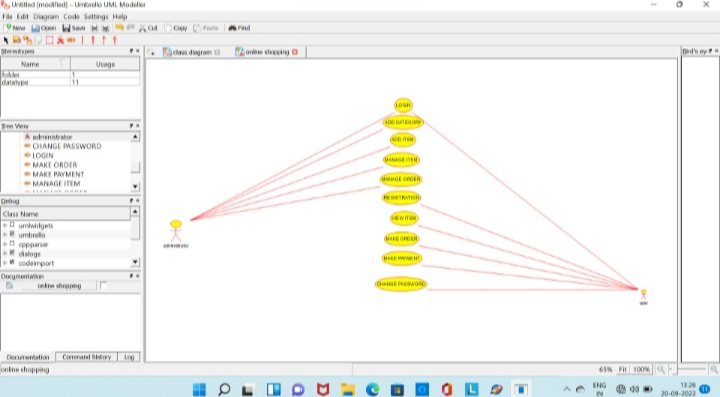 Untitled [modified] - Umbrello UML Modeller
File Edit Diagram Code Settings Help
New Open Save Cut Copy Paste Find
Stereotypes
Name Usage
folder 1
datatype 11
Tree View
administrator
CHANGE PASSWORD
LOGIN
MAKE ORDER
MAKE PAYMENT
MANAGE ITEM
Debug
Class Name
umlwidgets
umbrello
cppparser
dialogs
codeimport
Documentation
online shopping
Documentation Command history Log
online shopping
class diagram online shopping
Bird's ey
LOGIN
ADD CATEGORY
ADD ITEM
MANAGE ITEM
MANAGE ORDER
REGISTRATION
VIEW ITEM
MAKE ORDER
MAKE PAYMENT
CHANGE PASSWORD
administrator
user
65% Fit 100%
ENG
IN
13:26
20-09-2022
11